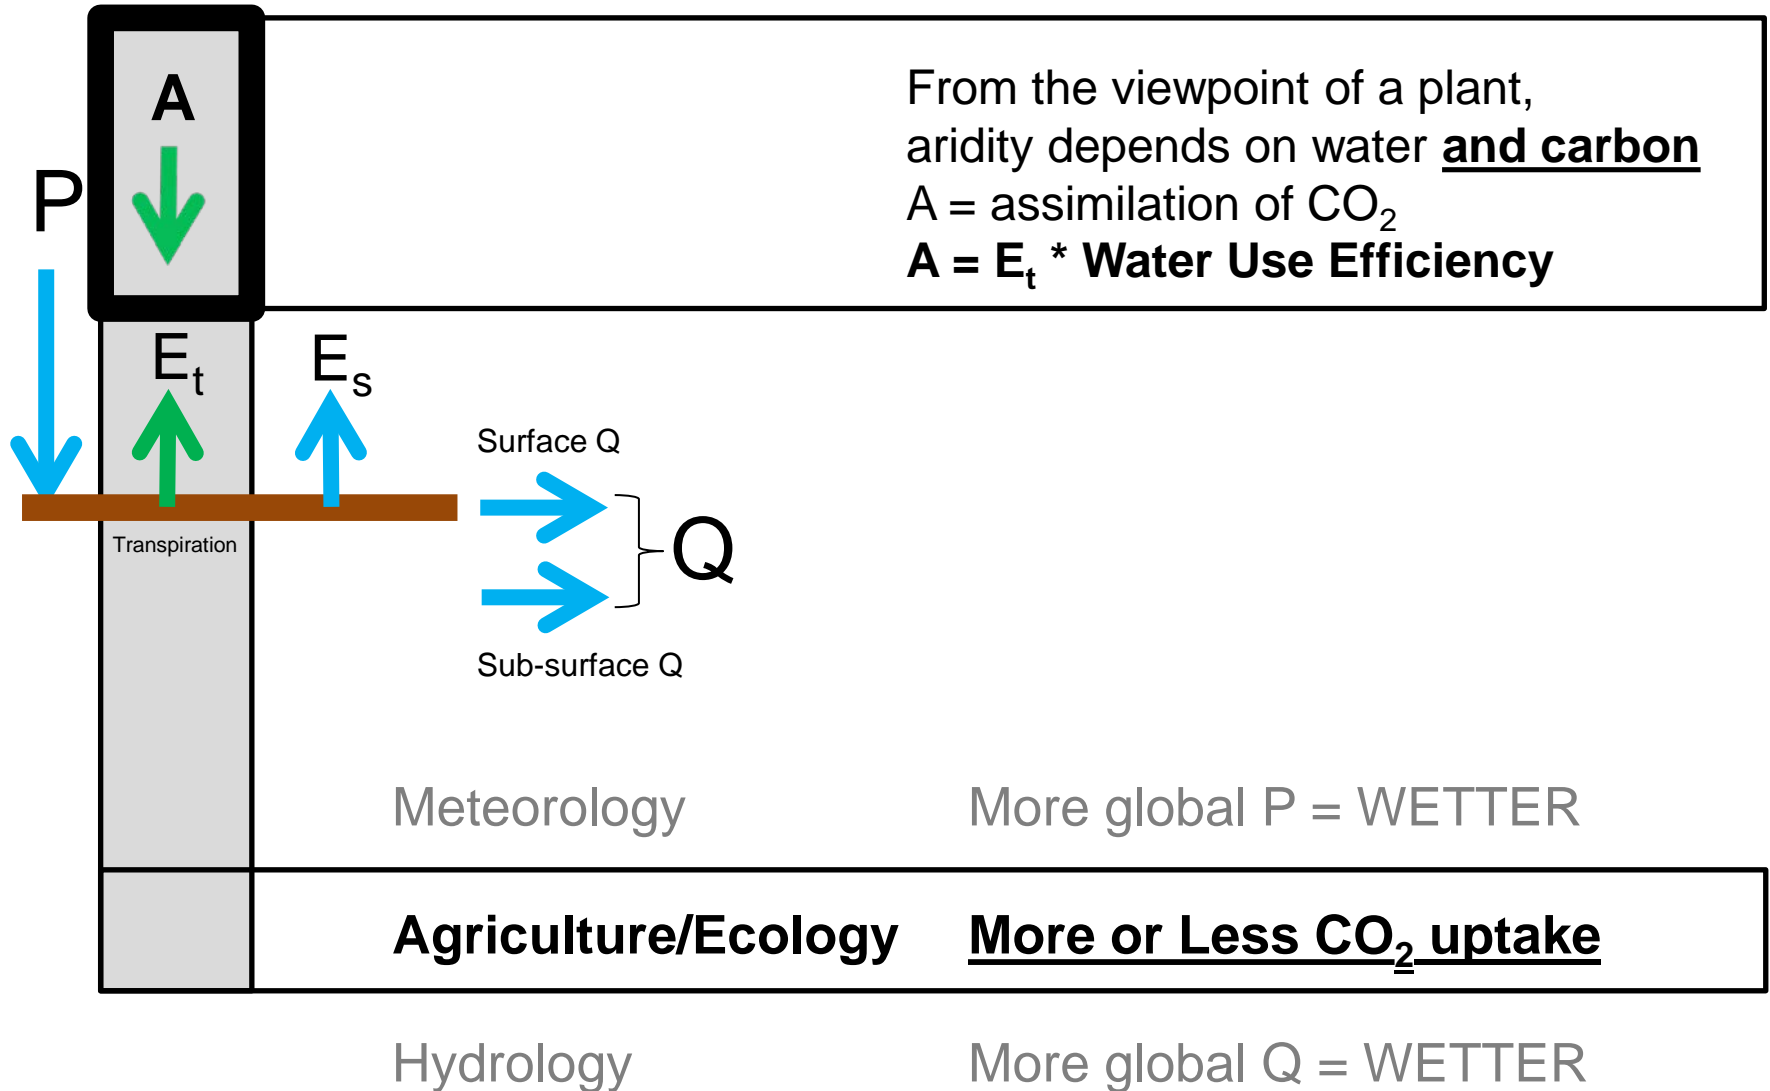 A
From the viewpoint of a plant,
aridity depends on water and carbon
A = assimilation of CO₂
A = Eₜ * Water Use Efficiency
P
Eₜ
Eₛ
Surface Q
Transpiration
Q
Sub-surface Q
Meteorology More global P = WETTER
Agriculture/Ecology More or Less CO₂ uptake
Hydrology More global Q = WETTER